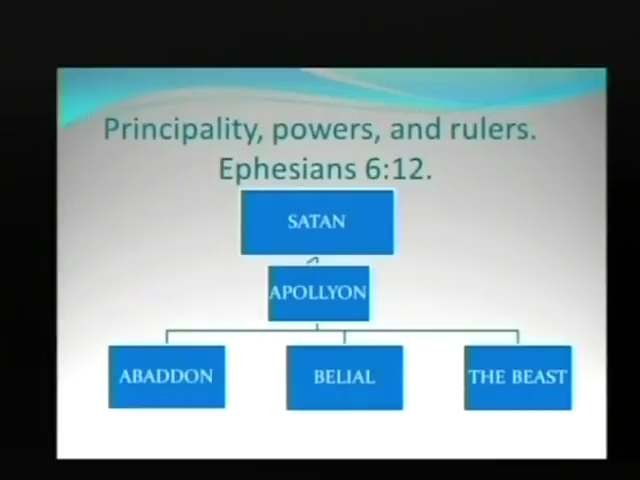 Principality, powers, and rulers.
Ephesians 6:12.
SATAN
APOLLYON
ABADDON
BELIAL
THE BEAST